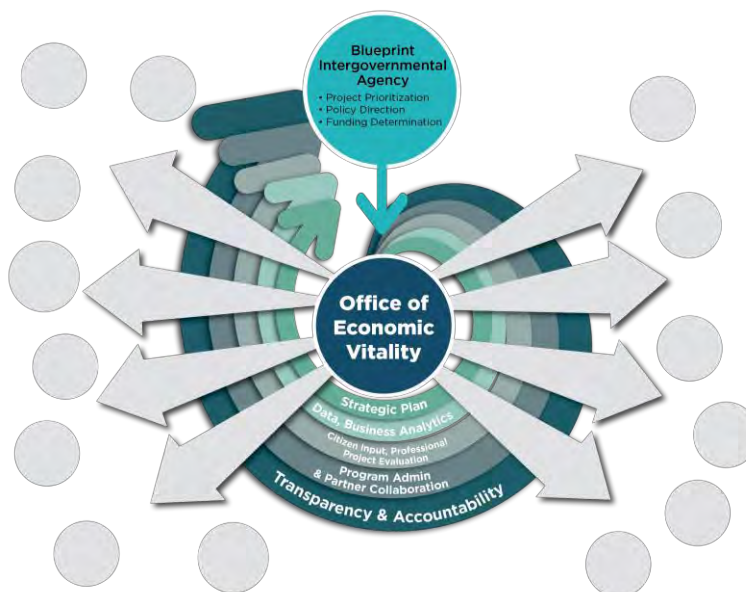 Blueprint
Intergovernmental
Agency
• Project Prioritization
• Policy Direction
• Funding Determination
Office of
Economic
Vitality
Strategic Plan
Data, Business Analytics
Citizen Input, Professional
Project Evaluation
Program Admin
& Partner Collaboration
Transparency & Accountability